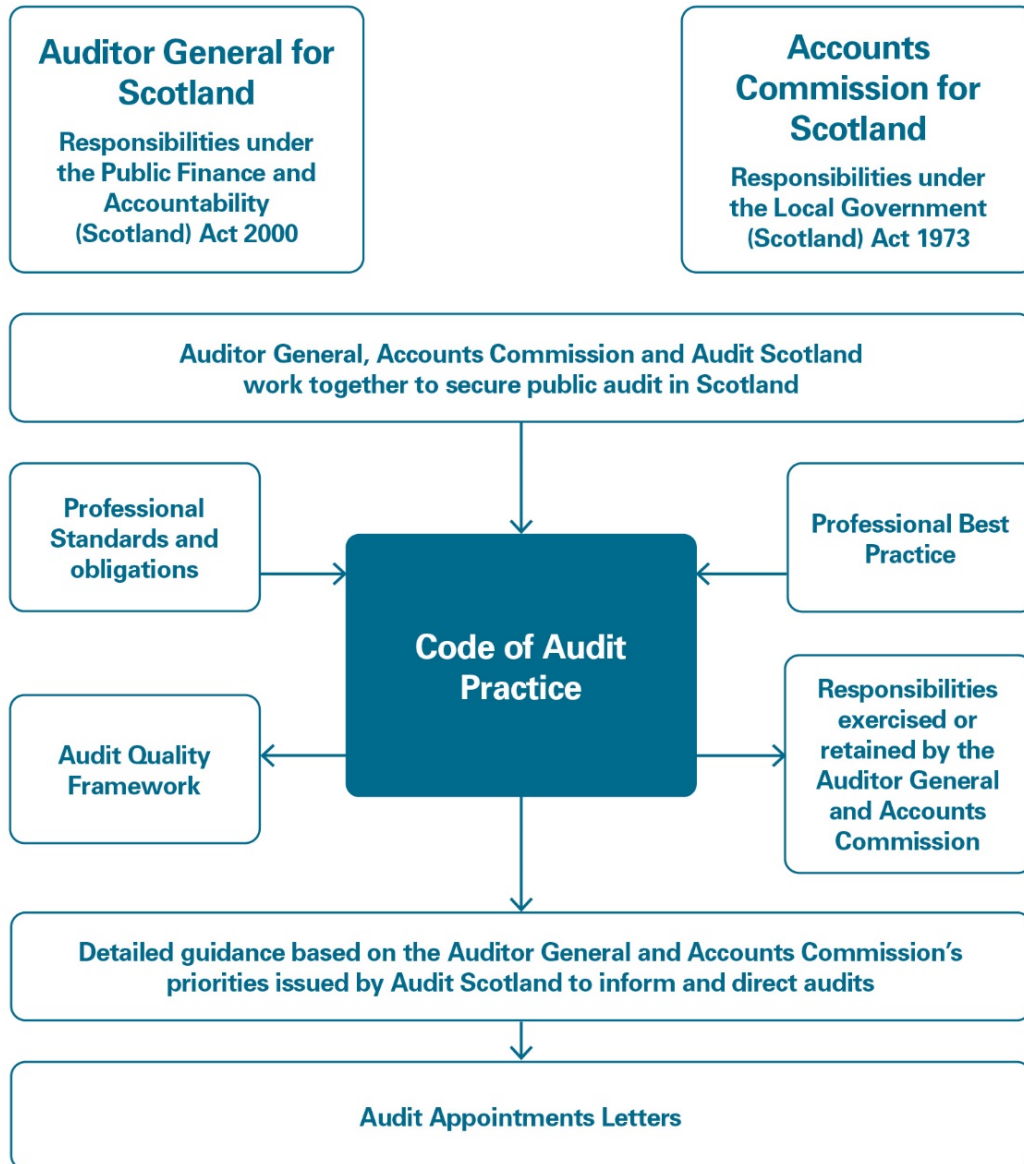 Auditor General for
Scotland
Responsibilities under
the Public Finance and
Accountability
(Scotland) Act 2000
Accounts
Commission for
Scotland
Responsibilities under
the Local Government
(Scotland) Act 1973
Auditor General, Accounts Commission and Audit Scotland
work together to secure public audit in Scotland
Professional
Standards and
obligations
Professional Best
Practice
Code of Audit
Practice
Audit Quality
Framework
Responsibilities
exercised or
retained by the
Auditor General
and Accounts
Commission
Detailed guidance based on the Auditor General and Accounts Commission’s
priorities issued by Audit Scotland to inform and direct audits
Audit Appointments Letters